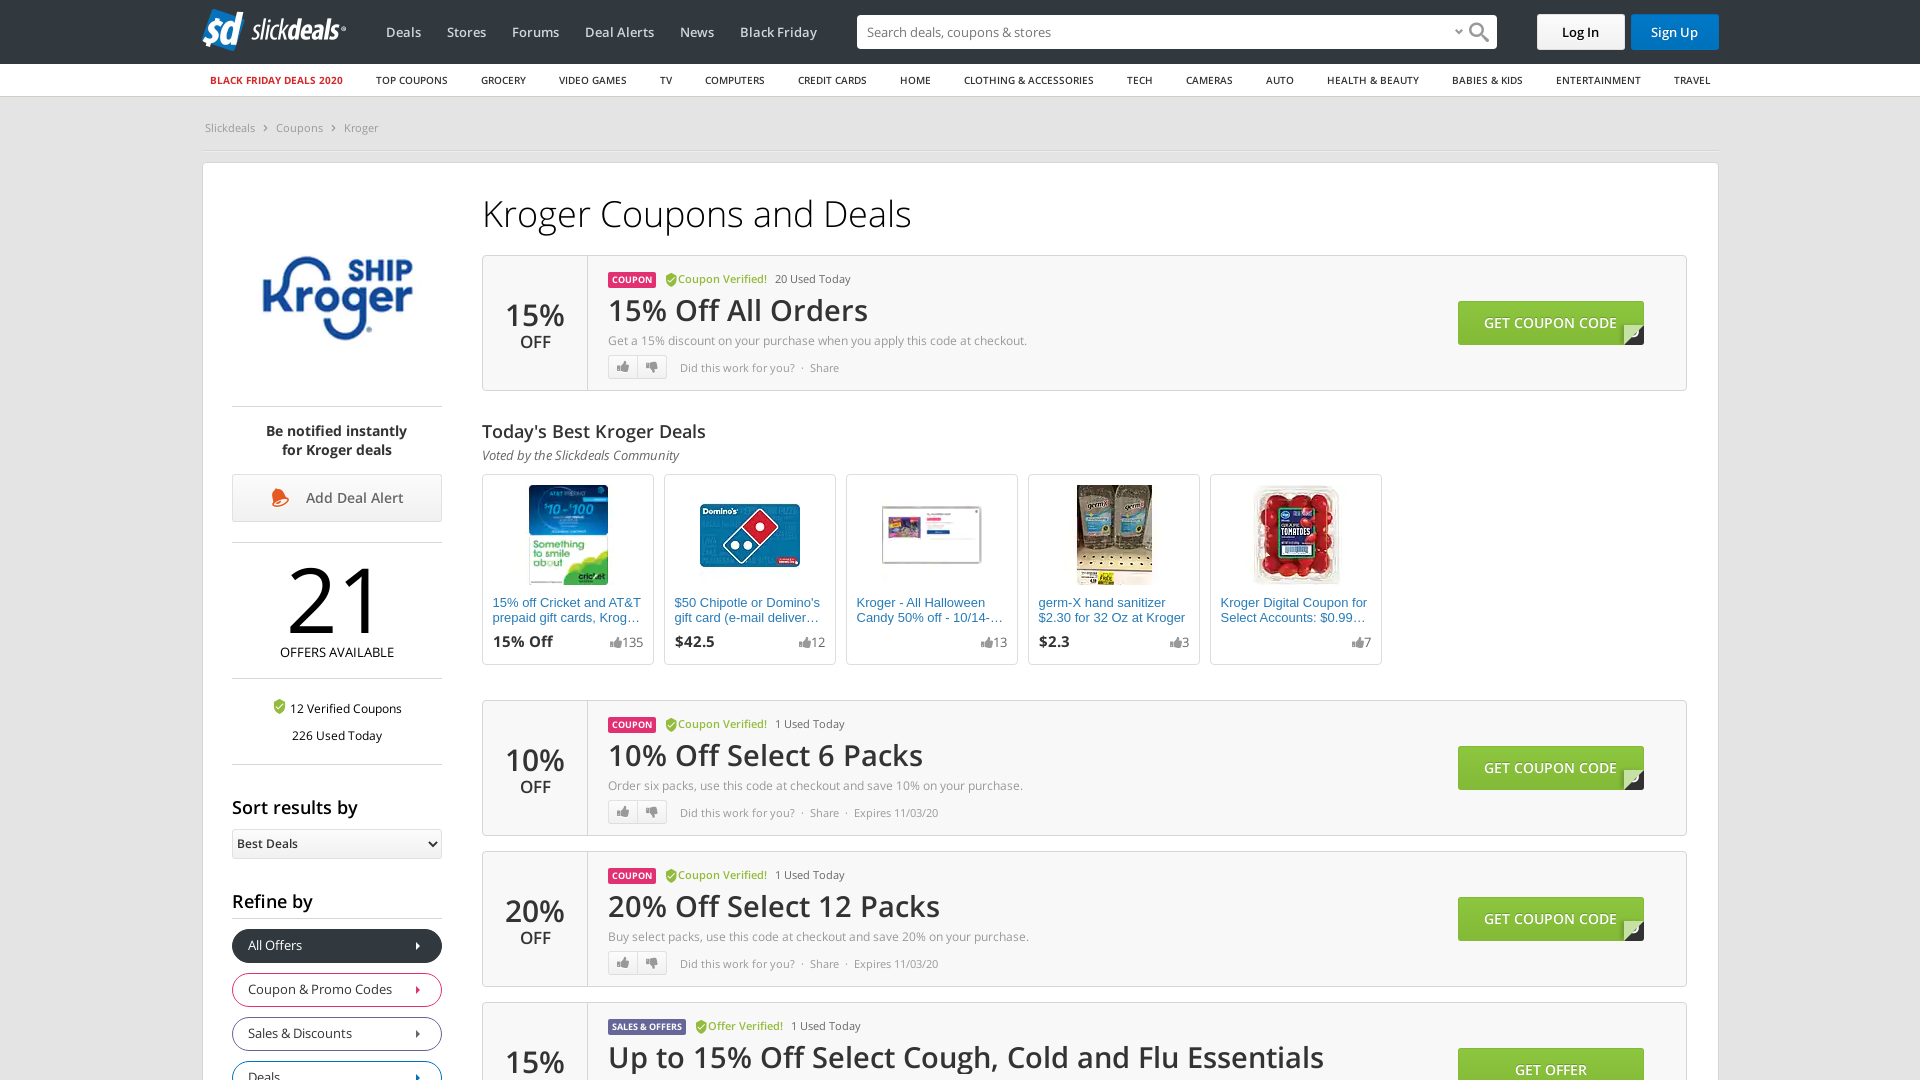 sd slickdeals
Deals
Stores
Forums
Deal Alerts
News
Black Friday
Search deals, coupons & stores
Log In
Sign Up
BLACK FRIDAY DEALS 2020
TOP COUPONS
GROCERY
VIDEO GAMES
TV
COMPUTERS
CREDIT CARDS
HOME
CLOTHING & ACCESSORIES
TECH
CAMERAS
AUTO
HEALTH & BEAUTY
BABIES & KIDS
ENTERTAINMENT
TRAVEL
Slickdeals > Coupons > Kroger
SHIP
Kroger
Be notified instantly
for Kroger deals
Add Deal Alert
21
OFFERS AVAILABLE
12 Verified Coupons
226 Used Today
Sort results by
Best Deals
Refine by
All Offers
Coupon & Promo Codes
Sales & Discounts
Deals
Kroger Coupons and Deals
15%
OFF
COUPON Coupon Verified! 20 Used Today
15% Off All Orders
Get a 15% discount on your purchase when you apply this code at checkout.
Did this work for you? · Share
GET COUPON CODE
Today's Best Kroger Deals
Voted by the Slickdeals Community
$10-$100
Something
to smile
about
cricket
15% off Cricket and AT&T
prepaid gift cards, Krog…
15% Off
135
Domino's
$50 Chipotle or Domino's
gift card (e-mail deliver…
$42.5
12
Kroger - All Halloween
Candy 50% off - 10/14-…
13
germ-X
germ-X
FREE
germ-X hand sanitizer
$2.30 for 32 Oz at Kroger
$2.3
3
GRAPE
TOMATOES
Kroger Digital Coupon for
Select Accounts: $0.99…
7
10%
OFF
COUPON Coupon Verified! 1 Used Today
10% Off Select 6 Packs
Order six packs, use this code at checkout and save 10% on your purchase.
Did this work for you? · Share · Expires 11/03/20
GET COUPON CODE
20%
OFF
COUPON Coupon Verified! 1 Used Today
20% Off Select 12 Packs
Buy select packs, use this code at checkout and save 20% on your purchase.
Did this work for you? · Share · Expires 11/03/20
GET COUPON CODE
15%
SALES & OFFERS Offer Verified! 1 Used Today
Up to 15% Off Select Cough, Cold and Flu Essentials
GET OFFER